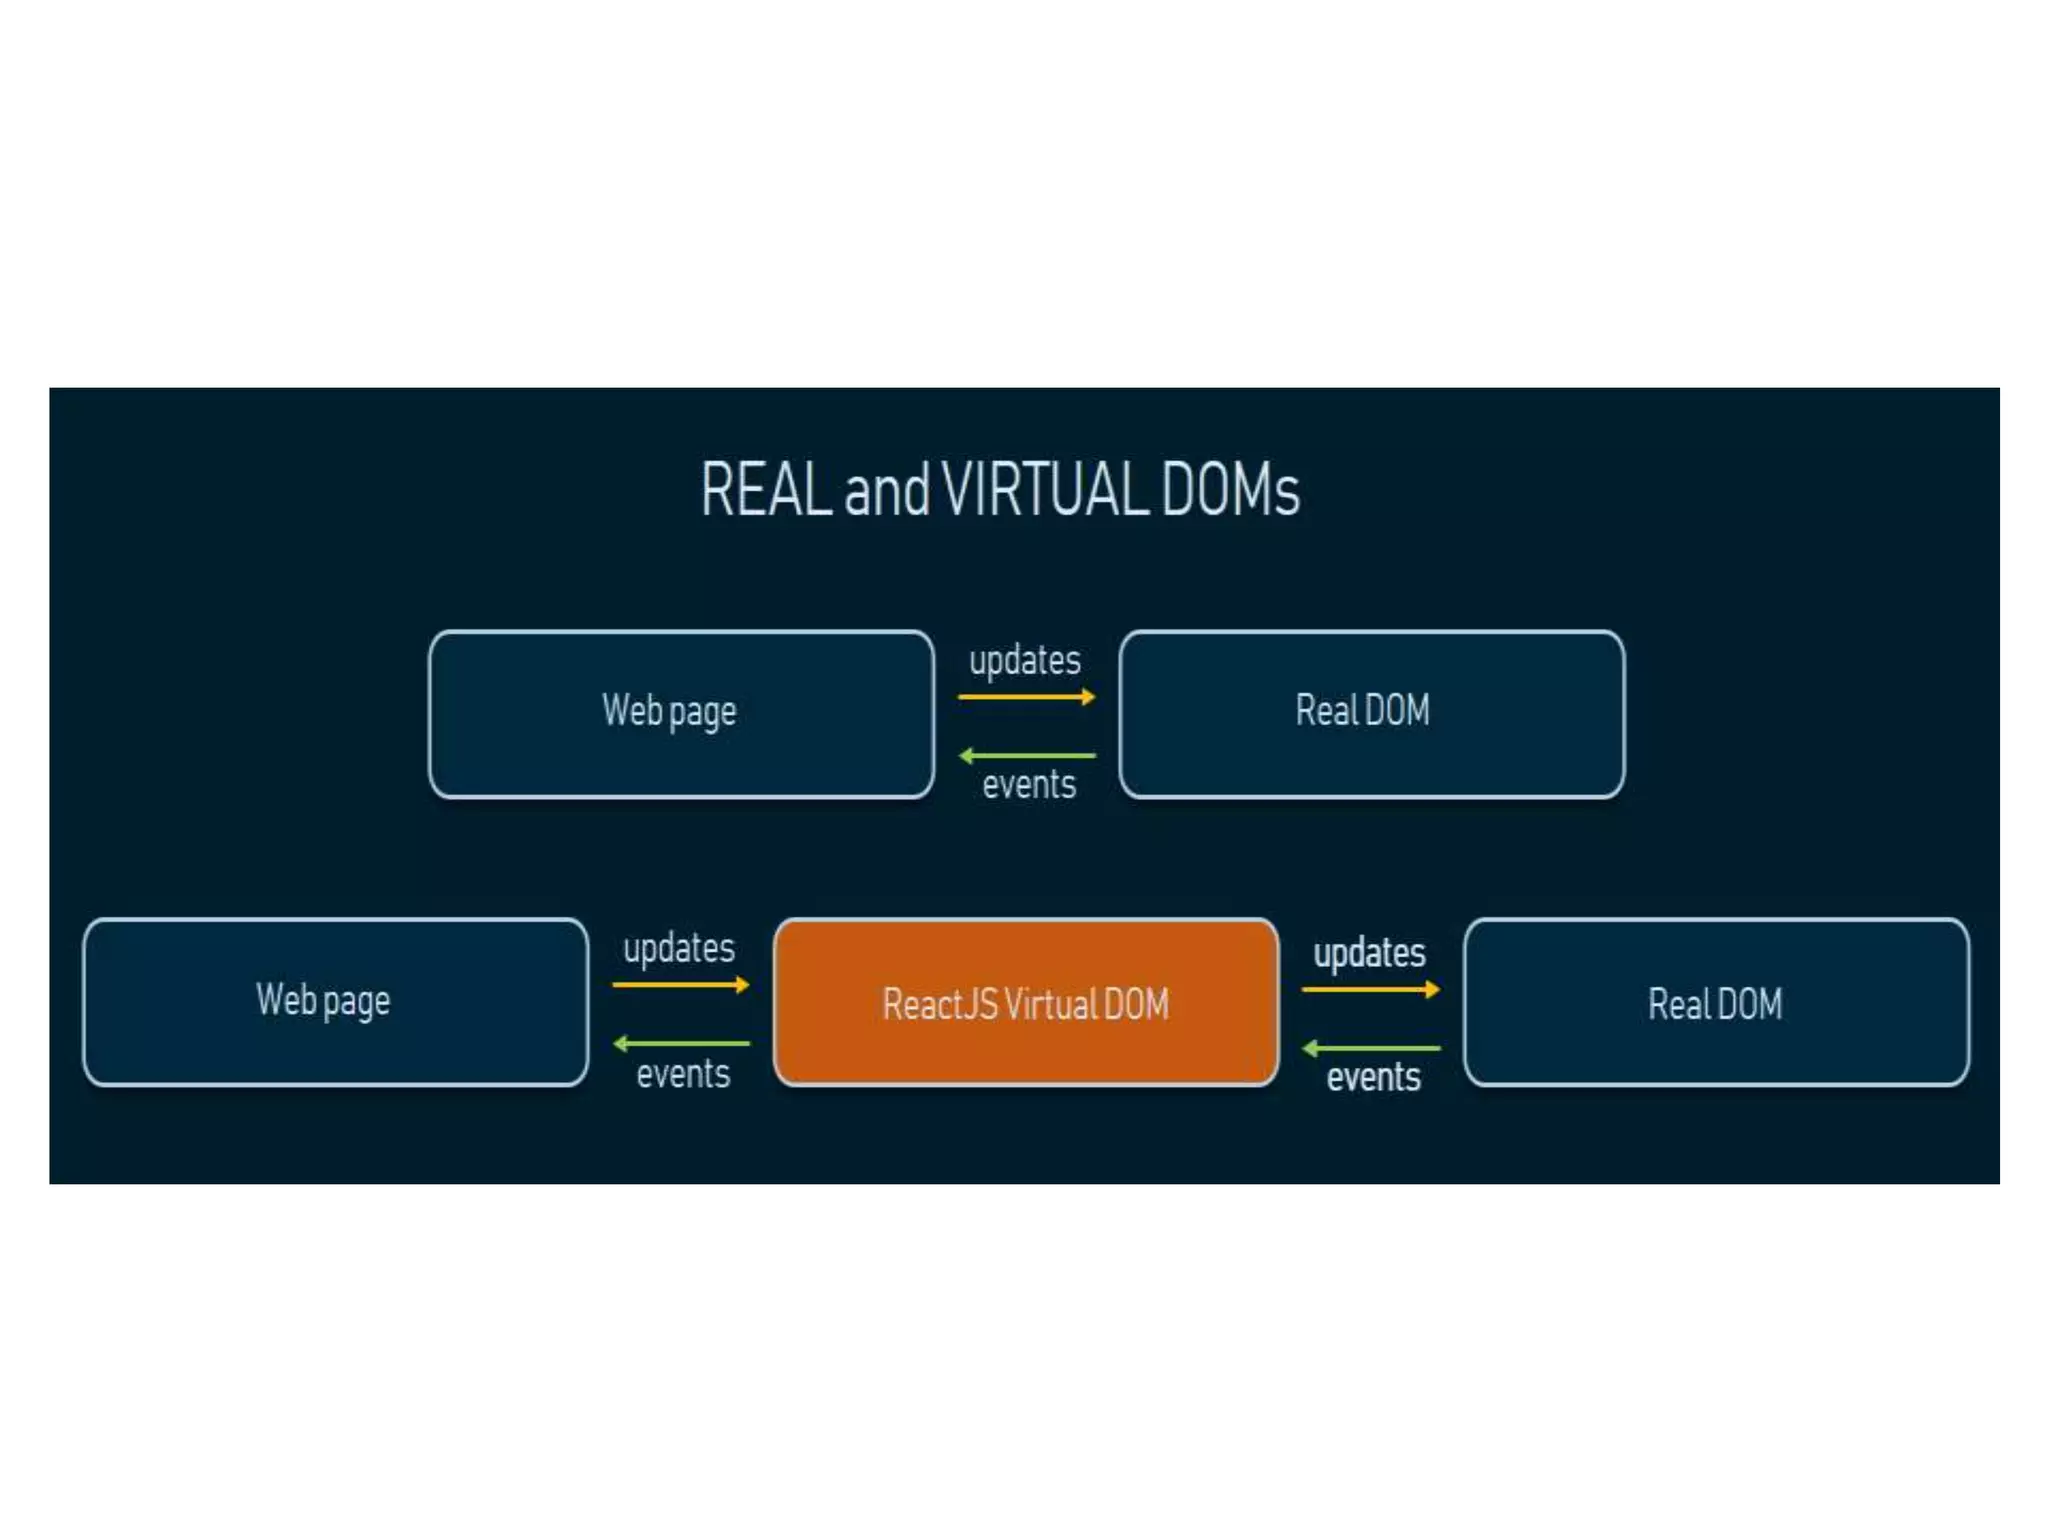 REAL and VIRTUAL DOMs
updates
Web page
Real DOM
events
updates
updates
Web page
ReactJS Virtual DOM
Real DOM
events
events